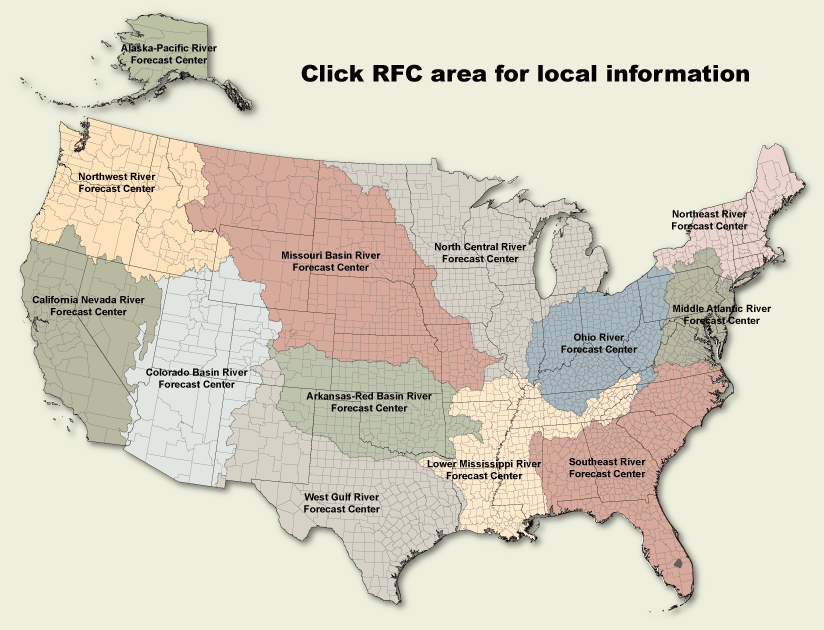 Alaska-Pacific River
Forecast Center
Click RFC area for local information
Northwest River
Forecast Center
Northeast River
Forecast Center
Missouri Basin River
Forecast Center
North Central River
Forecast Center
California Nevada River
Forecast Center
Middle Atlantic River
Forecast Center
Ohio River
Forecast Center
Colorado Basin River
Forecast Center
Arkansas-Red Basin River
Forecast Center
Lower Mississippi River
Forecast Center
Southeast River
Forecast Center
West Gulf River
Forecast Center